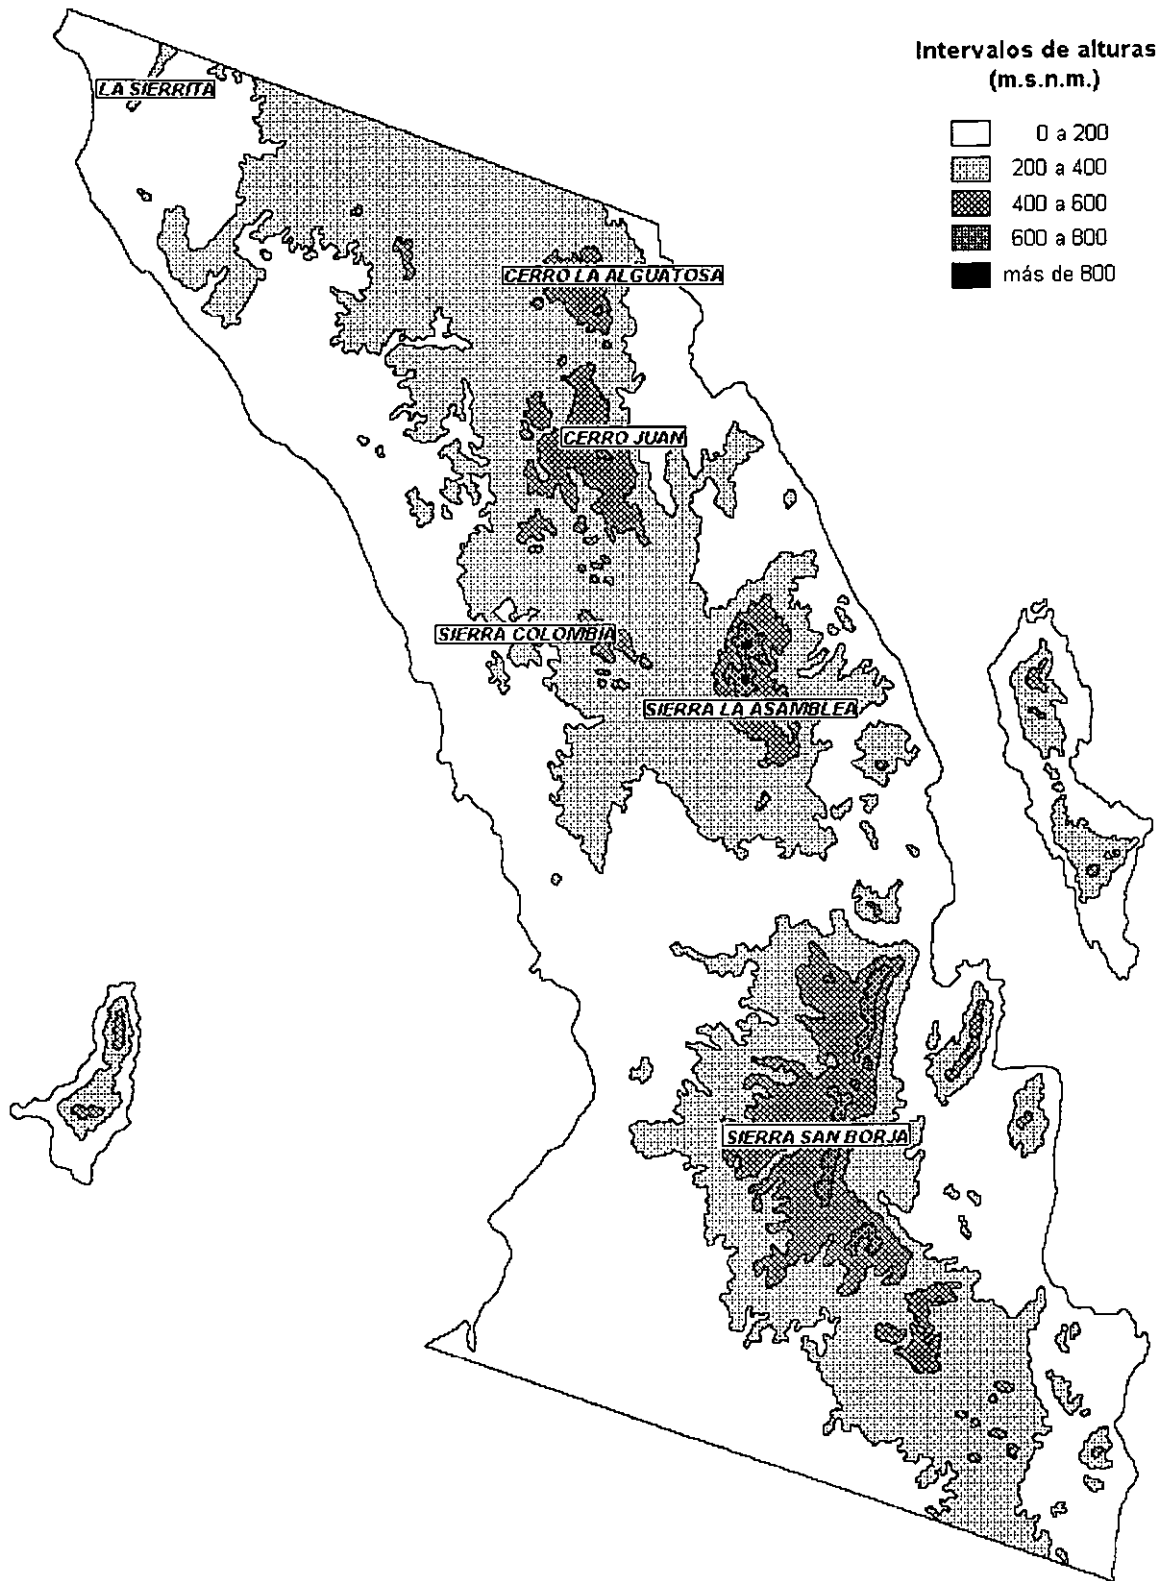 Intervalos de alturas
(m.s.n.m.)
0 a 200
200 a 400
400 a 600
600 a 800
más de 800
LA SIERRITA
CERRO LA ALGUATOSA
CERRO JUAN
SIERRA COLOMBIA
SIERRA LA ASAMBLEA
SIERRA SAN BORJA